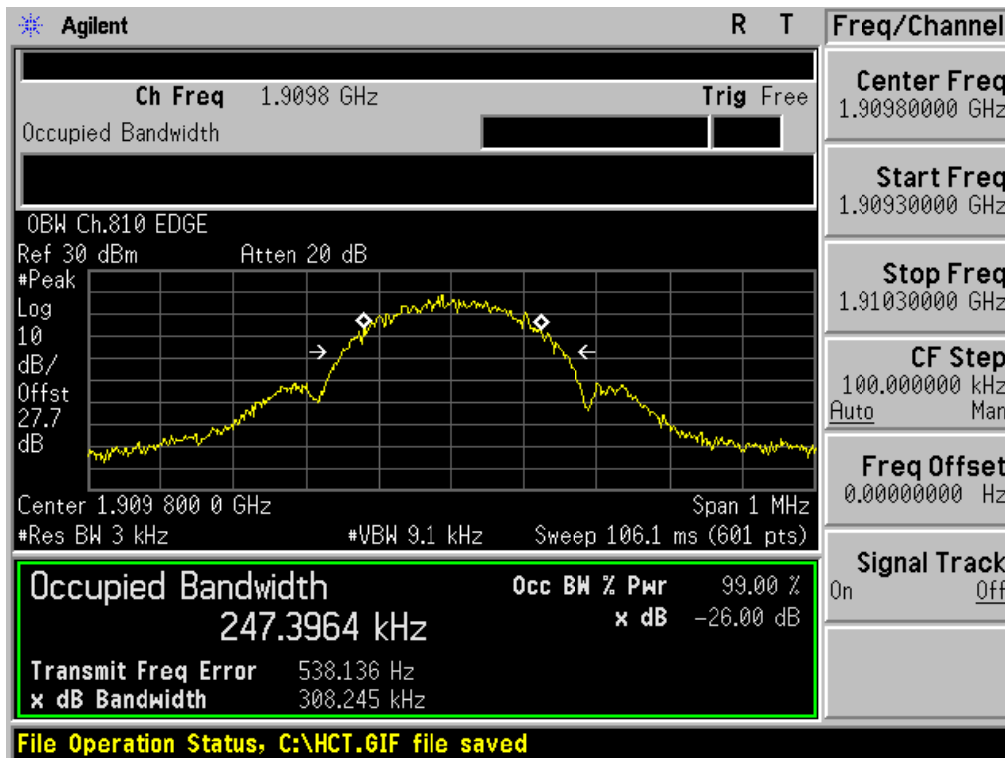 Agilent R T Freq/Channel
Ch Freq 1.9098 GHz Trig Free
Occupied Bandwidth
OBW Ch.810 EDGE
Ref 30 dBm Atten 20 dB
#Peak
Log
10
dB/
Offst
27.7
dB
Center 1.909 800 0 GHz Span 1 MHz
#Res BW 3 kHz #VBW 9.1 kHz Sweep 106.1 ms (601 pts)
Occupied Bandwidth
247.3964 kHz
Occ BW % Pwr 99.00 %
x dB -26.00 dB
Transmit Freq Error 538.136 Hz
x dB Bandwidth 308.245 kHz
File Operation Status, C:\HCT.GIF file saved
Center Freq
1.90980000 GHz
Start Freq
1.90930000 GHz
Stop Freq
1.91030000 GHz
CF Step
100.000000 kHz
Auto Man
Freq Offset
0.00000000 Hz
Signal Track
On Off